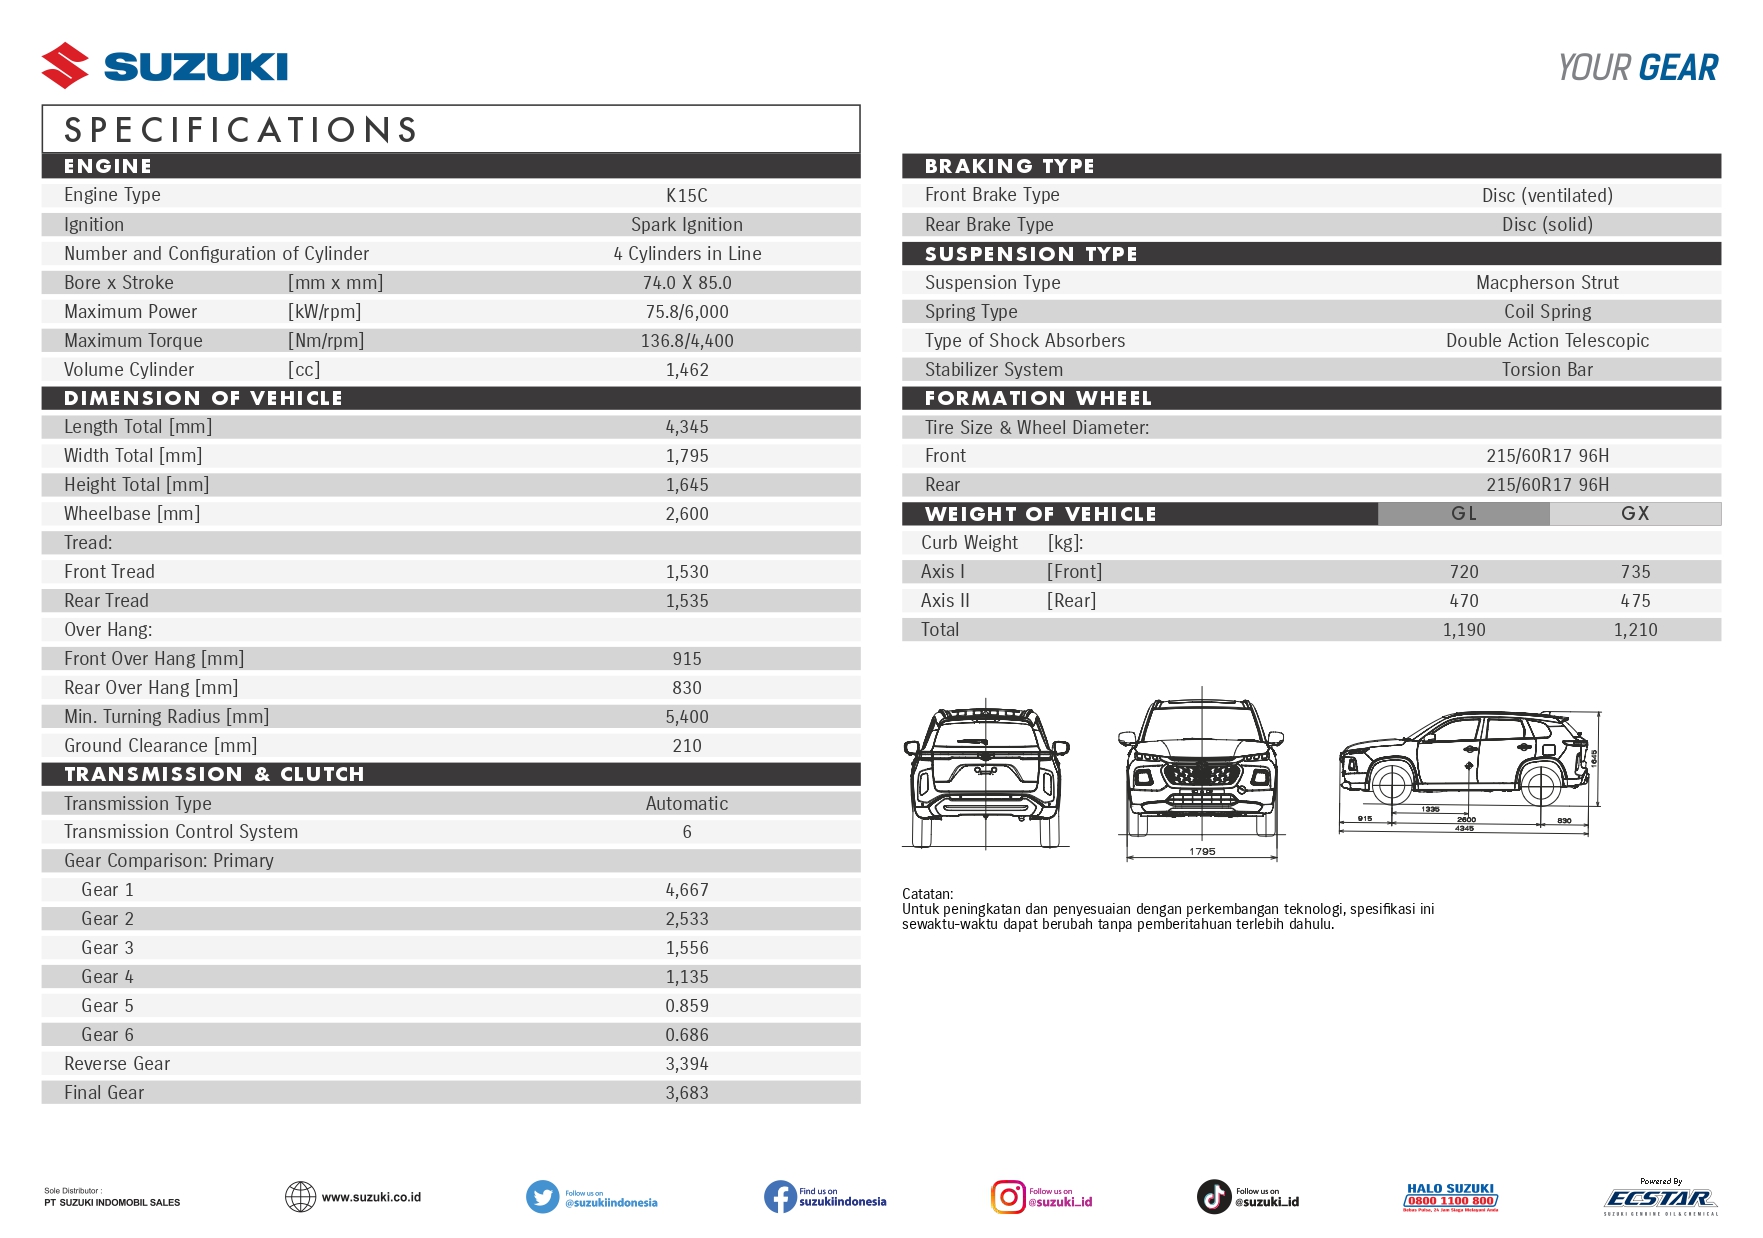 SUZUKI
YOUR GEAR
SPECIFICATIONS
ENGINE
Engine Type K15C
Ignition Spark Ignition
Number and Configuration of Cylinder 4 Cylinders in Line
Bore x Stroke [mm x mm] 74.0 X 85.0
Maximum Power [kW/rpm] 75.8/6,000
Maximum Torque [Nm/rpm] 136.8/4,400
Volume Cylinder [cc] 1,462
DIMENSION OF VEHICLE
Length Total [mm] 4,345
Width Total [mm] 1,795
Height Total [mm] 1,645
Wheelbase [mm] 2,600
Tread:
Front Tread 1,530
Rear Tread 1,535
Over Hang:
Front Over Hang [mm] 915
Rear Over Hang [mm] 830
Min. Turning Radius [mm] 5,400
Ground Clearance [mm] 210
TRANSMISSION & CLUTCH
Transmission Type Automatic
Transmission Control System 6
Gear Comparison: Primary
Gear 1 4,667
Gear 2 2,533
Gear 3 1,556
Gear 4 1,135
Gear 5 0.859
Gear 6 0.686
Reverse Gear 3,394
Final Gear 3,683
BRAKING TYPE
Front Brake Type Disc (ventilated)
Rear Brake Type Disc (solid)
SUSPENSION TYPE
Suspension Type Macpherson Strut
Spring Type Coil Spring
Type of Shock Absorbers Double Action Telescopic
Stabilizer System Torsion Bar
FORMATION WHEEL
Tire Size & Wheel Diameter:
Front 215/60R17 96H
Rear 215/60R17 96H
WEIGHT OF VEHICLE GL GX
Curb Weight [kg]:
Axis I [Front] 720 735
Axis II [Rear] 470 475
Total 1,190 1,210
1795
1645
1335
915 2600 830
4345
Catatan:
Untuk peningkatan dan penyesuaian dengan perkembangan teknologi, spesifikasi ini
sewaktu-waktu dapat berubah tanpa pemberitahuan terlebih dahulu.
Sole Distributor :
PT SUZUKI INDOMOBIL SALES
www.suzuki.co.id
Follow us on
@suzukiindonesia
Find us on
suzukiindonesia
Follow us on
@suzuki_id
Follow us on
@suzuki_id
HALO SUZUKI
0800 1100 800
Bebas Pulsa, 24 Jam Siaga Melayani Anda
Powered By
ECSTAR
SUZUKI GENUINE OIL & CHEMICAL